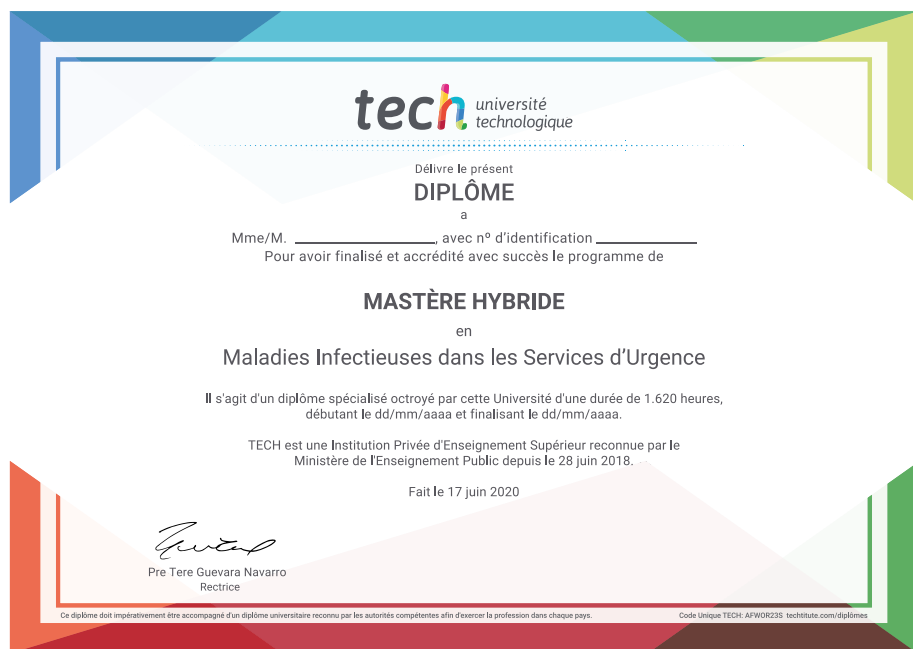 tech université
technologique
Délivre le présent
DIPLÔME
a
Mme/M. ____________________, avec nº d'identification ______________
Pour avoir finalisé et accrédité avec succès le programme de
MASTÈRE HYBRIDE
en
Maladies Infectieuses dans les Services d'Urgence
Il s'agit d'un diplôme spécialisé octroyé par cette Université d'une durée de 1.620 heures,
débutant le dd/mm/aaaa et finalisant le dd/mm/aaaa.
TECH est une Institution Privée d'Enseignement Supérieur reconnue par le
Ministère de l'Enseignement Public depuis le 28 juin 2018.
Fait le 17 juin 2020
Pre Tere Guevara Navarro
Rectrice
Ce diplôme doit impérativement être accompagné d'un diplôme universitaire reconnu par les autorités compétentes afin d'exercer la profession dans chaque pays. Code Unique TECH: AFWOR23S techtitute.com/diplômes